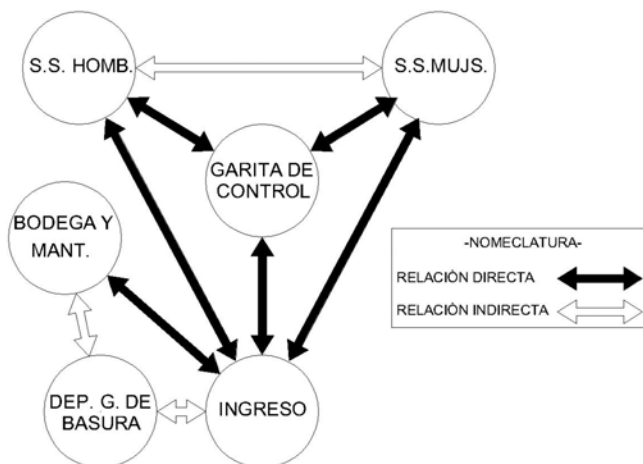 S.S. HOMB.
S.S.MUJS.
GARITA DE
CONTROL
BODEGA Y
MANT.
-NOMECLATURA-
RELACIÓN DIRECTA
RELACIÓN INDIRECTA
DEP. G. DE
BASURA
INGRESO